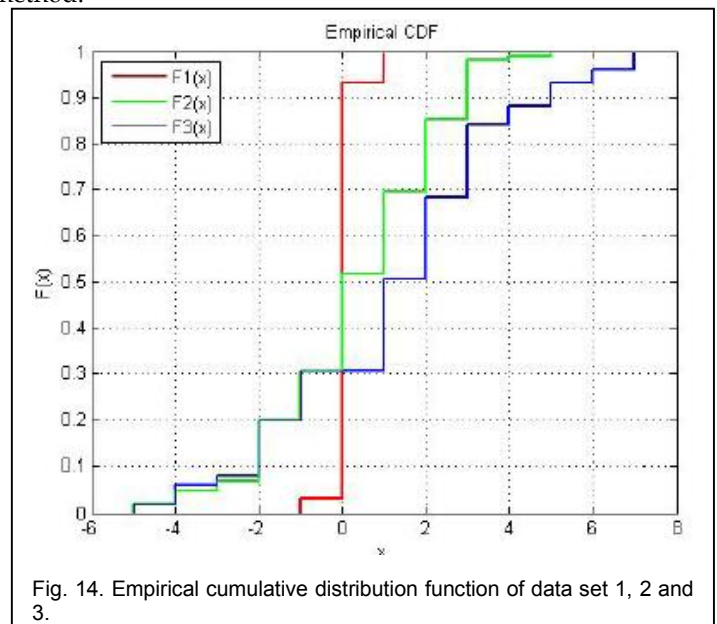 Empirical CDF
F1(x)
F2(x)
F3(x)
1
0.9
0.8
0.7
0.6
0.5
0.4
0.3
0.2
0.1
0
F(x)
-6 -4 -2 0 2 4 6 8
x
Fig. 14. Empirical cumulative distribution function of data set 1, 2 and
3.